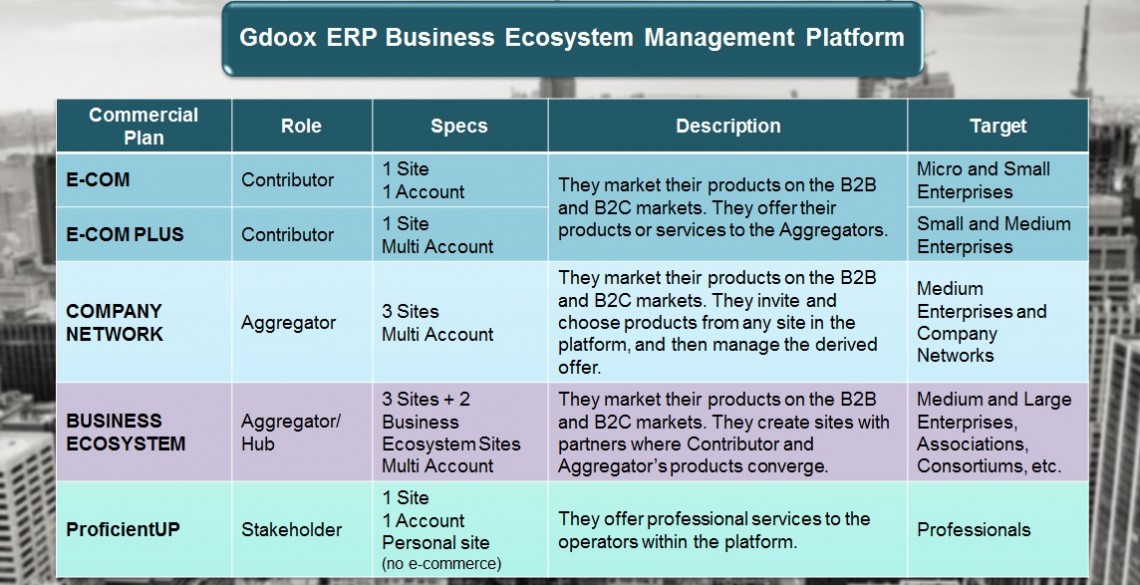 Gdoox ERP Business Ecosystem Management Platform
Commercial
Plan
Role
Specs
Description
Target
E-COM
Contributor
1 Site
1 Account
They market their products on the B2B
and B2C markets. They offer their
products or services to the Aggregators.
Micro and Small
Enterprises
E-COM PLUS
Contributor
1 Site
Multi Account
Small and Medium
Enterprises
COMPANY
NETWORK
Aggregator
3 Sites
Multi Account
They market their products on the B2B
and B2C markets. They invite and
choose products from any site in the
platform, and then manage the derived
offer.
Medium
Enterprises and
Company
Networks
BUSINESS
ECOSYSTEM
Aggregator/
Hub
3 Sites + 2
Business
Ecosystem Sites
Multi Account
They market their products on the B2B
and B2C markets. They create sites with
partners where Contributor and
Aggregator's products converge.
Medium and Large
Enterprises,
Associations,
Consortiums, etc.
ProficientUP
Stakeholder
1 Site
1 Account
Personal site
(no e-commerce)
They offer professional services to the
operators within the platform.
Professionals